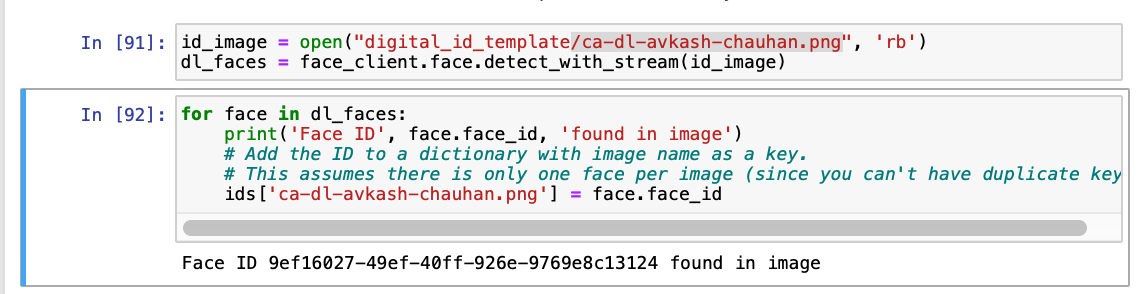 In [91]: id_image = open("digital_id_template/ca-dl-avkash-chauhan.png", 'rb')
dl_faces = face_client.face.detect_with_stream(id_image)
In [92]: for face in dl_faces:
    print('Face ID', face.face_id, 'found in image')
    # Add the ID to a dictionary with image name as a key.
    # This assumes there is only one face per image (since you can't have duplicate key
    ids['ca-dl-avkash-chauhan.png'] = face.face_id
Face ID 9ef16027-49ef-40ff-926e-9769e8c13124 found in image